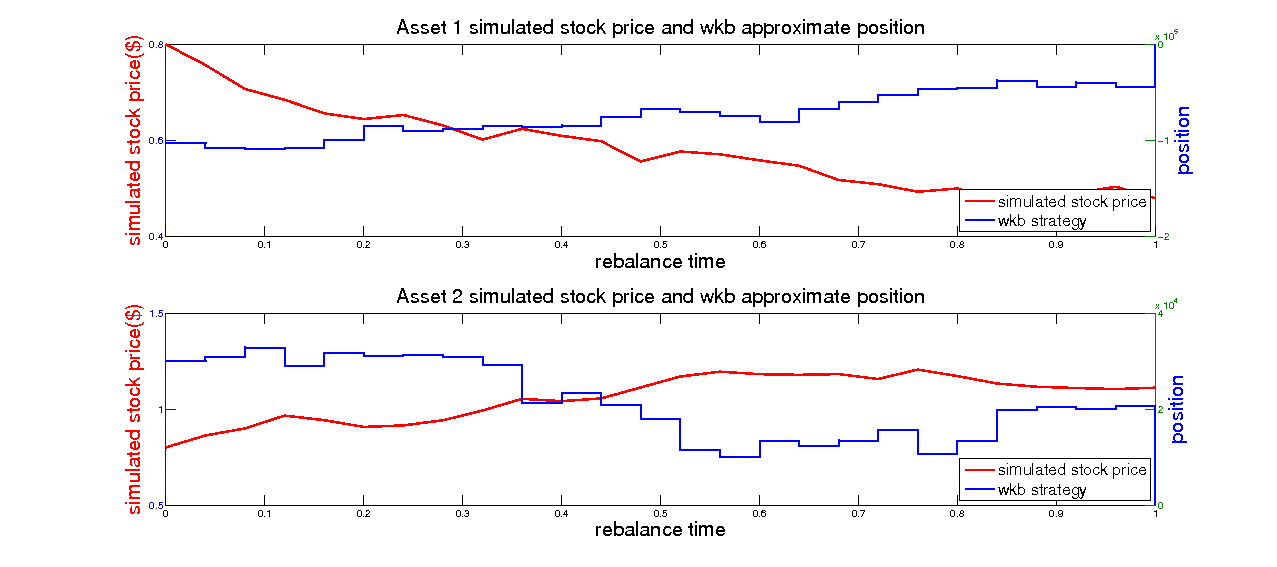 Asset 1 simulated stock price and wkb approximate position
x 10^5
simulated stock price($)
0.8
0.6
0.4
0
-1
-2
position
simulated stock price
wkb strategy
0 0.1 0.2 0.3 0.4 0.5 0.6 0.7 0.8 0.9 1
rebalance time
Asset 2 simulated stock price and wkb approximate position
x 10^4
simulated stock price($)
1.5
1
0.5
4
2
0
position
simulated stock price
wkb strategy
0 0.1 0.2 0.3 0.4 0.5 0.6 0.7 0.8 0.9 1
rebalance time